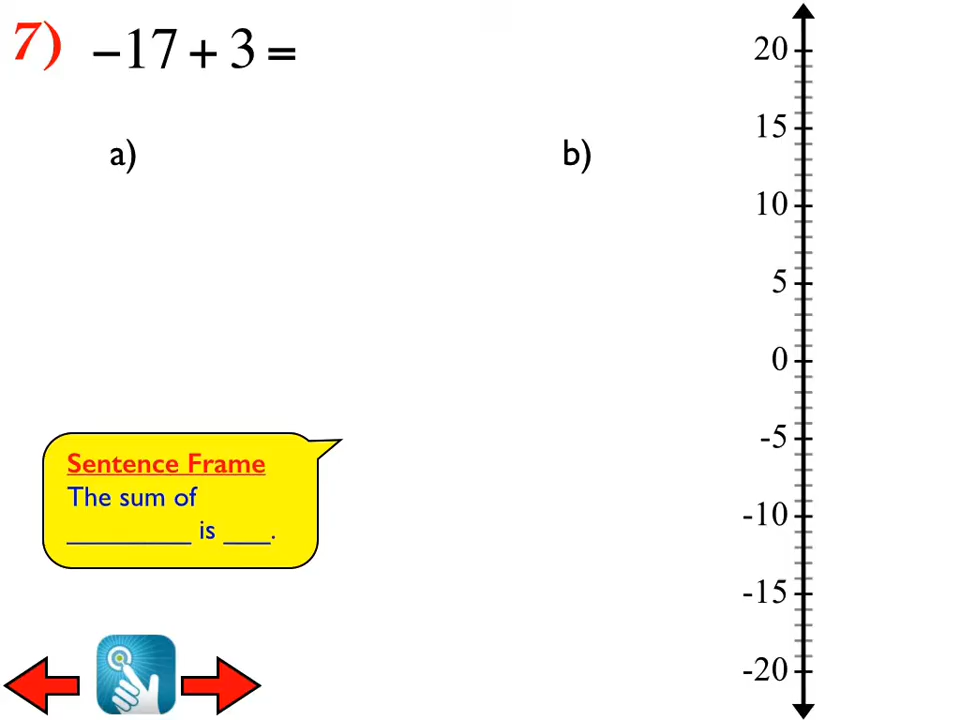 7) −17 + 3 =
a)
b)
20
15
10
5
0
-5
-10
-15
-20
Sentence Frame
The sum of
_________ is ____.